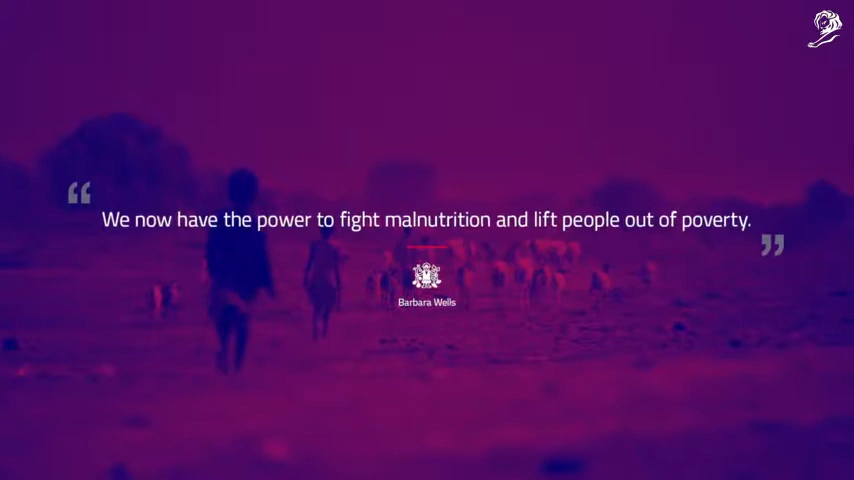 “
We now have the power to fight malnutrition and lift people out of poverty.
”
Barbara Wells